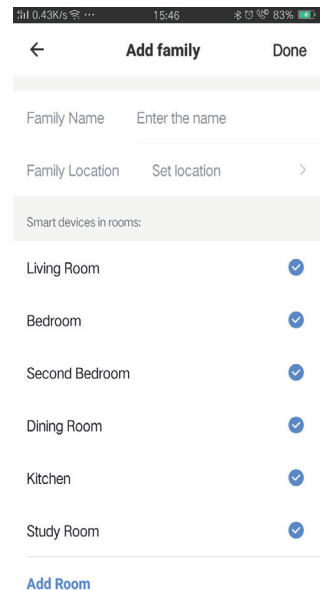 0.43K/s ... 15:46 83%
Add family Done
Family Name Enter the name
Family Location Set location
Smart devices in rooms:
Living Room
Bedroom
Second Bedroom
Dining Room
Kitchen
Study Room
Add Room